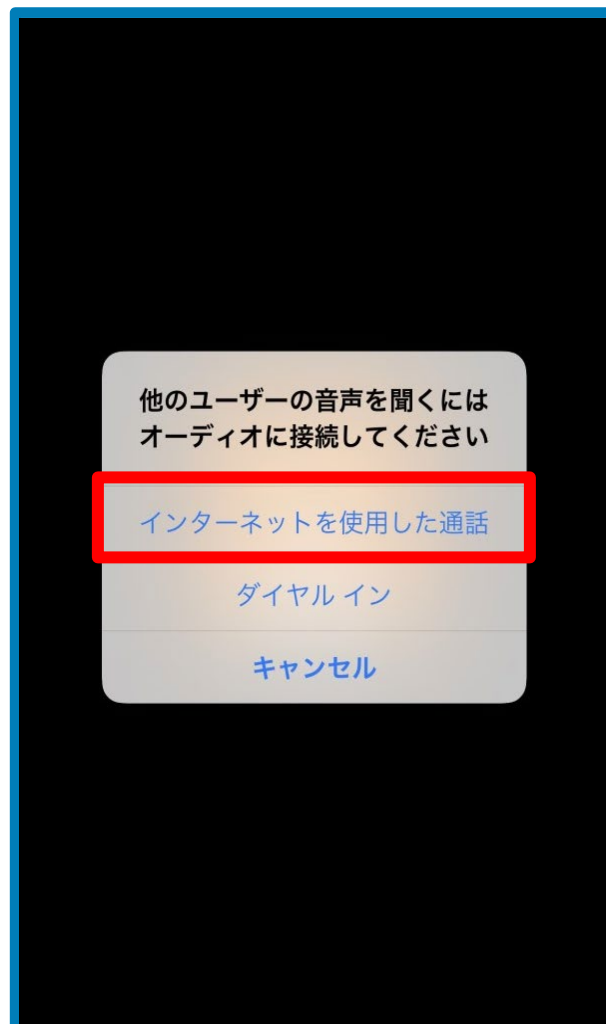 他のユーザーの音声を聞くには
オーディオに接続してください
インターネットを使用した通話
ダイヤル イン
キャンセル